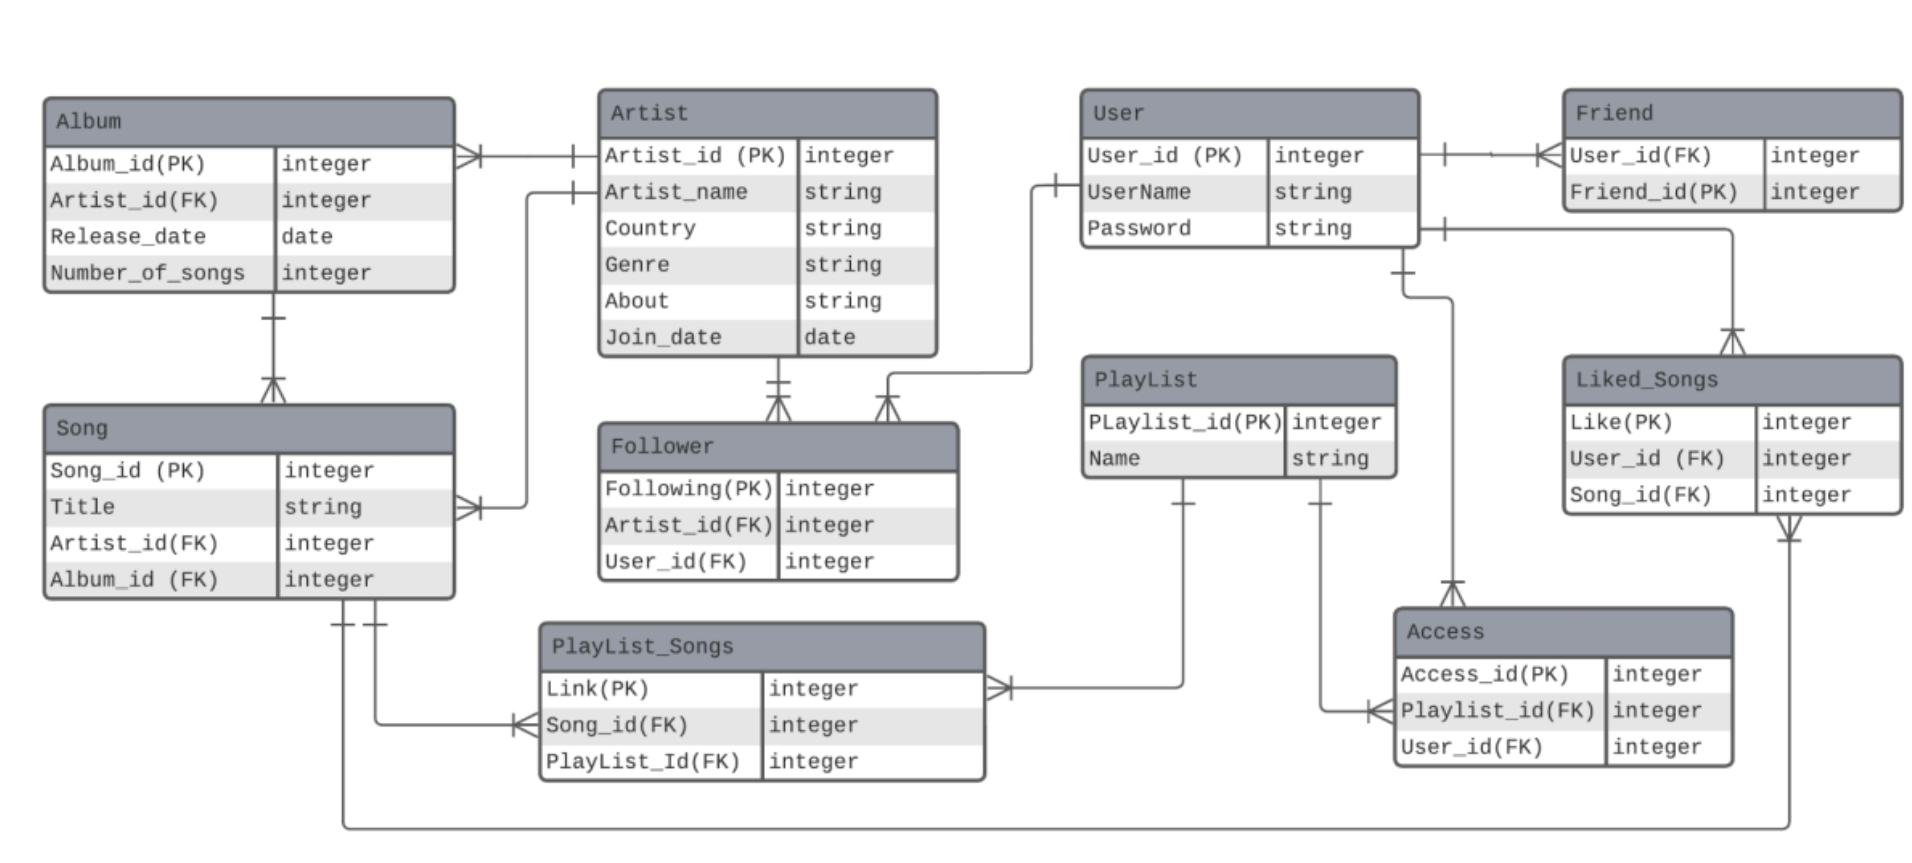 Album
Album_id(PK) integer
Artist_id(FK) integer
Release_date date
Number_of_songs integer
Artist
Artist_id (PK) integer
Artist_name string
Country string
Genre string
About string
Join_date date
User
User_id (PK) integer
UserName string
Password string
Friend
User_id(FK) integer
Friend_id(PK) integer
Song
Song_id (PK) integer
Title string
Artist_id(FK) integer
Album_id (FK) integer
Follower
Following(PK) integer
Artist_id(FK) integer
User_id(FK) integer
PlayList
PLaylist_id(PK) integer
Name string
Liked_Songs
Like(PK) integer
User_id (FK) integer
Song_id(FK) integer
PlayList_Songs
Link(PK) integer
Song_id(FK) integer
PlayList_Id(FK) integer
Access
Access_id(PK) integer
Playlist_id(FK) integer
User_id(FK) integer